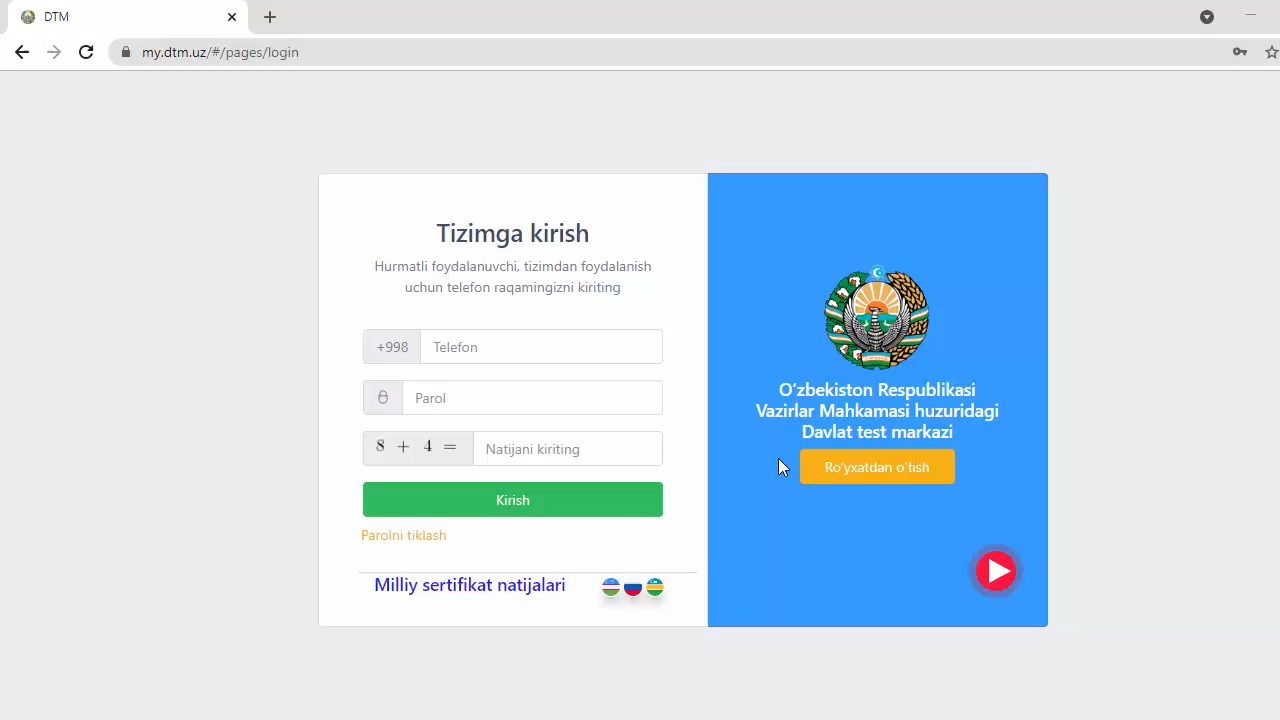 DTM
my.dtm.uz/#/pages/login
Tizimga kirish
Hurmatli foydalanuvchi, tizimdan foydalanish
uchun telefon raqamingizni kiriting
+998 Telefon
Parol
8 + 4 = Natijani kiriting
Kirish
Parolni tiklash
Milliy sertifikat natijalari
O‘zbekiston Respublikasi
Vazirlar Mahkamasi huzuridagi
Davlat test markazi
Ro‘yxatdan o‘tish